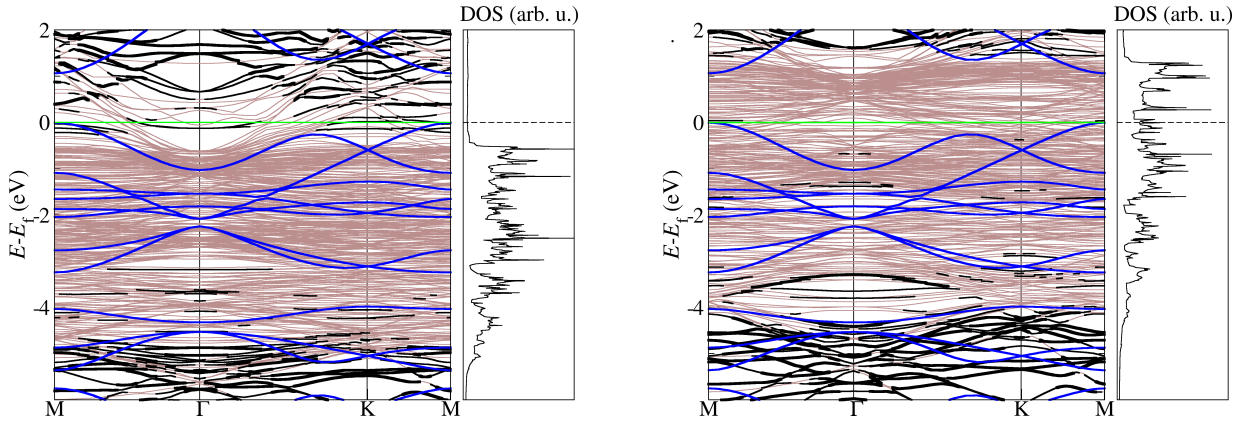 DOS (arb. u.)
2
0
-2
-4
E-E_f (eV)
M Γ K M
DOS (arb. u.)
2
0
-2
-4
E-E_f (eV)
M Γ K M